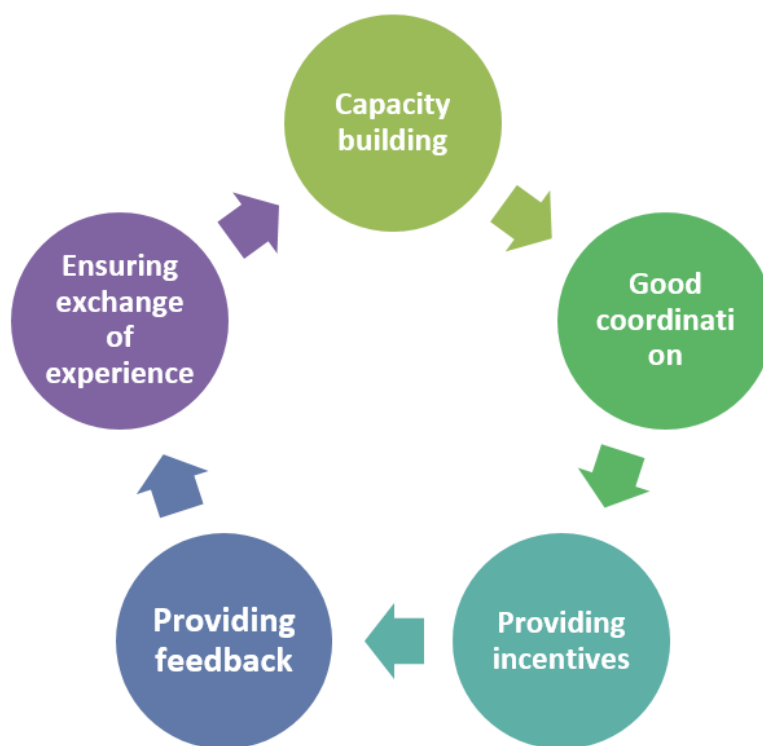 Capacity
building
Good
coordinati
on
Providing
incentives
Providing
feedback
Ensuring
exchange
of
experience